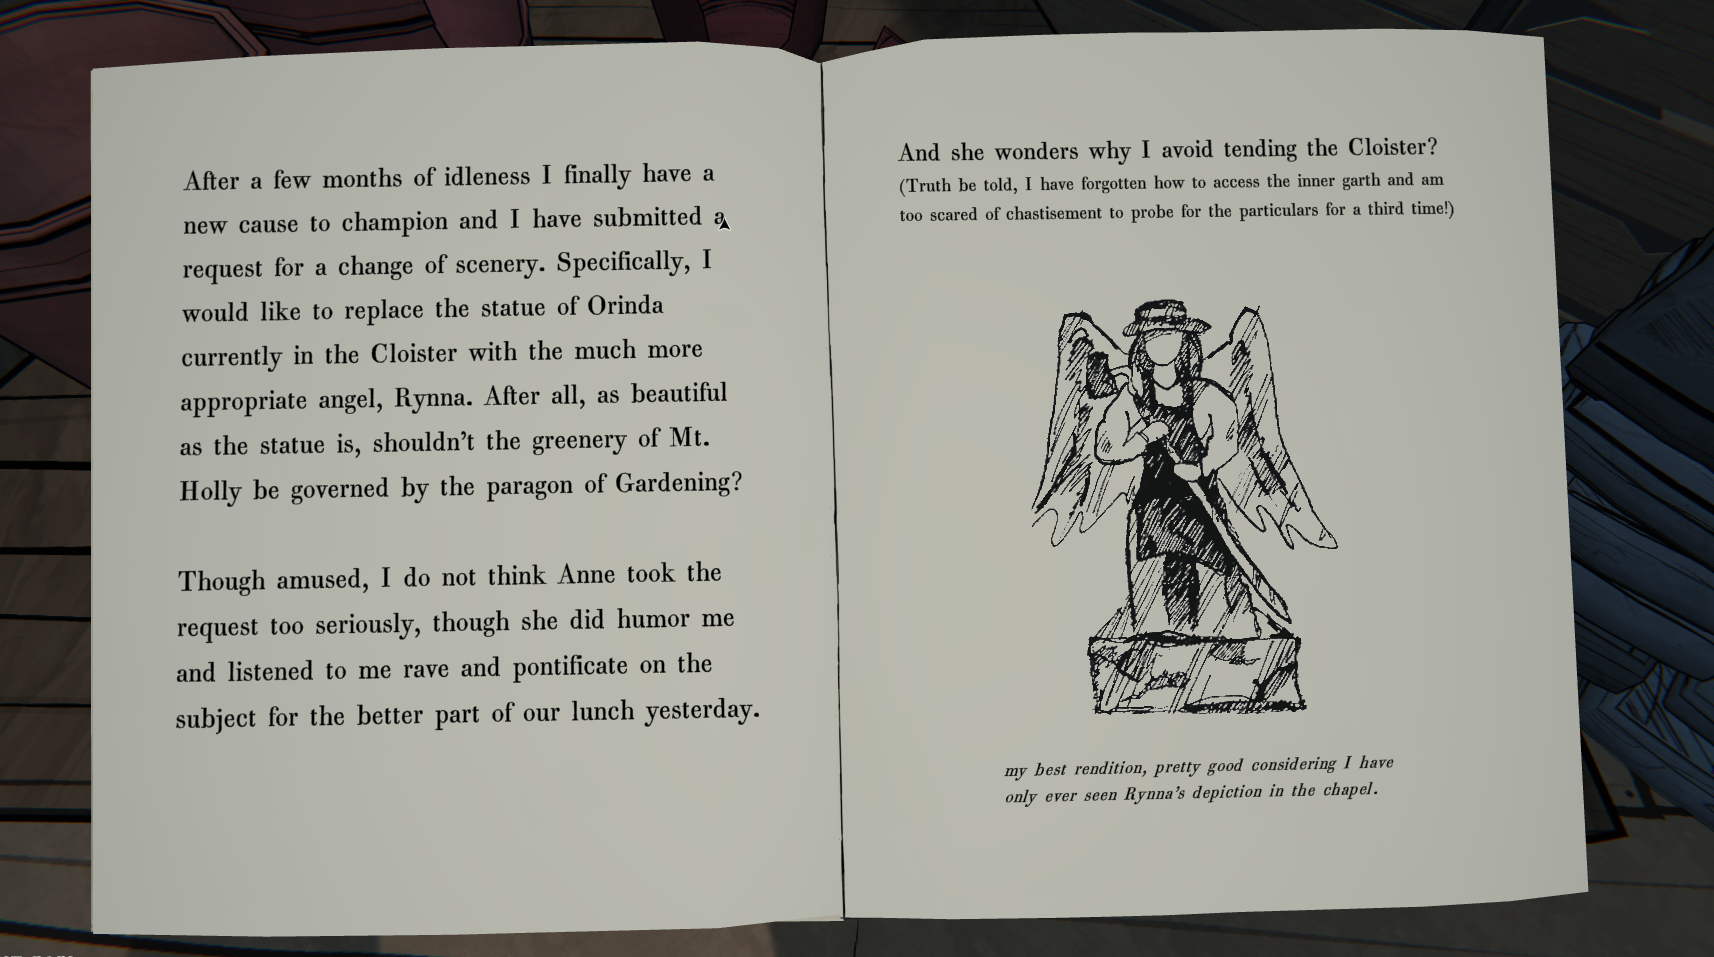 After a few months of idleness I finally have a
new cause to champion and I have submitted a
request for a change of scenery. Specifically, I
would like to replace the statue of Orinda
currently in the Cloister with the much more
appropriate angel, Rynna. After all, as beautiful
as the statue is, shouldn't the greenery of Mt.
Holly be governed by the paragon of Gardening?
Though amused, I do not think Anne took the
request too seriously, though she did humor me
and listened to me rave and pontificate on the
subject for the better part of our lunch yesterday.
And she wonders why I avoid tending the Cloister?
(Truth be told, I have forgotten how to access the inner garth and am
too scared of chastisement to probe for the particulars for a third time!)
my best rendition, pretty good considering I have
only ever seen Rynna's depiction in the chapel.